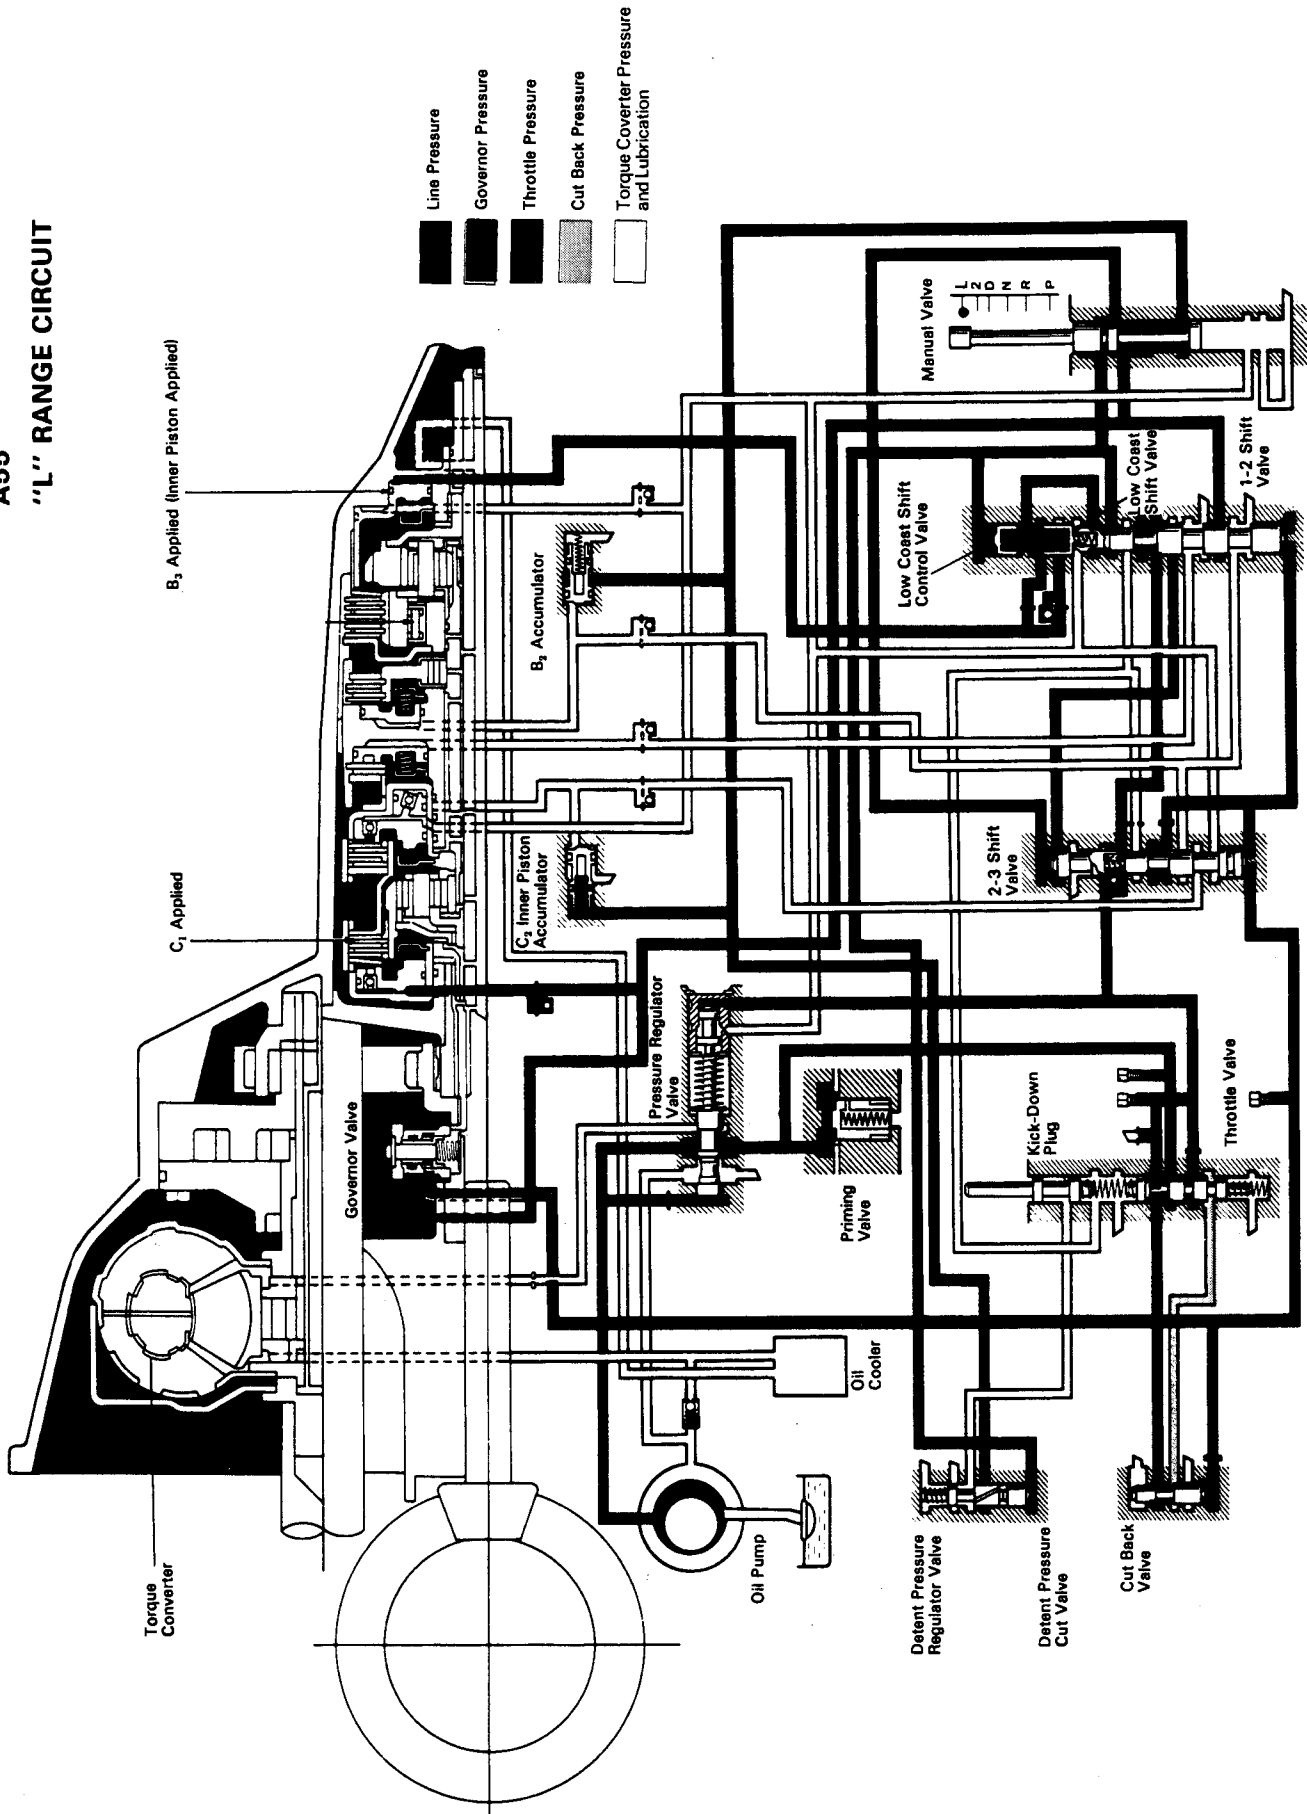 A55
"L" RANGE CIRCUIT
Line Pressure
Governor Pressure
Throttle Pressure
Cut Back Pressure
Torque Coverter Pressure
and Lubrication
B₃ Applied (Inner Piston Applied)
C₁ Applied
Torque
Converter
Governor Valve
B₂ Accumulator
C₂ Inner Piston
Accumulator
Pressure Regulator
Valve
Priming
Valve
Oil
Cooler
Oil Pump
Manual Valve
L
2
D
N
R
P
Low Coast Shift
Control Valve
Low Coast
Shift Valve
1-2 Shift
Valve
2-3 Shift
Valve
Kick-Down
Plug
Throttle Valve
Detent Pressure
Regulator Valve
Detent Pressure
Cut Valve
Cut Back
Valve